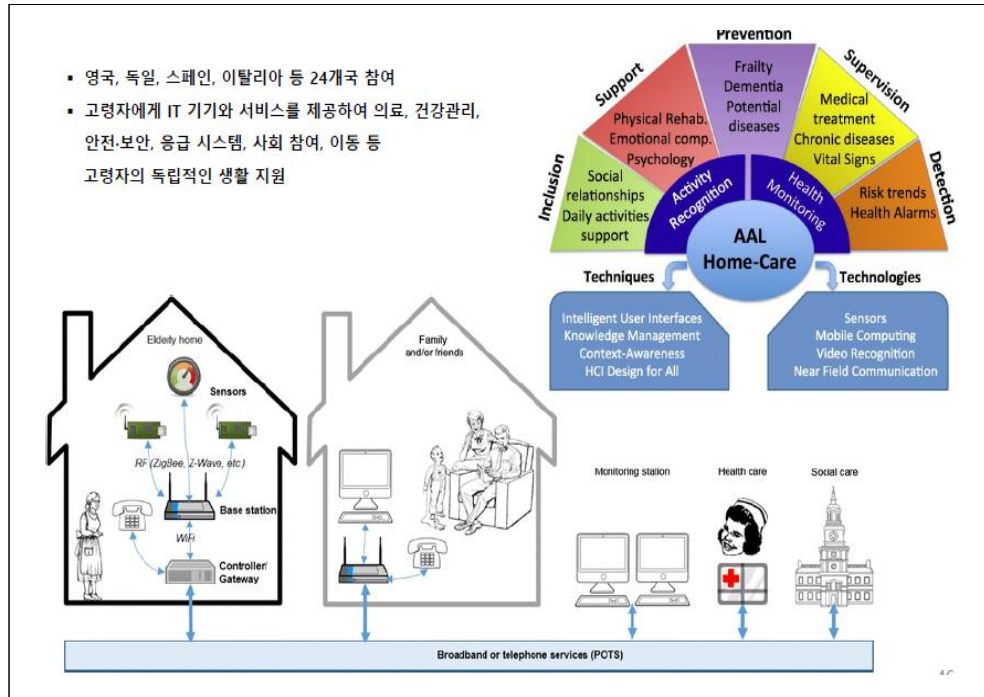 ▪ 영국, 독일, 스페인, 이탈리아 등 24개국 참여
▪ 고령자에게 IT 기기와 서비스를 제공하여 의료, 건강관리,
안전·보안, 응급 시스템, 사회 참여, 이동 등
고령자의 독립적인 생활 지원
Prevention
Support
Supervision
Inclusion
Detection
Frailty
Dementia
Potential
diseases
Physical Rehab.
Emotional comp.
Psychology
Medical
treatment
Chronic diseases
Vital Signs
Social
relationships
Daily activities
support
Activity
Recognition
Health
Monitoring
Risk trends
Health Alarms
AAL
Home-Care
Techniques
Technologies
Intelligent User Interfaces
Knowledge Management
Context-Awareness
HCI Design for All
Sensors
Mobile Computing
Video Recognition
Near Field Communication
Elderly home
Sensors
RF (ZigBee, Z-Wave, etc)
Base station
WiFi
Controller/
Gateway
Family
and/or friends
Monitoring station
Health care
Social care
Broadband or telephone services (POTS)